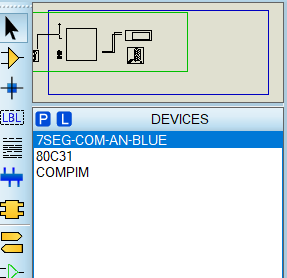 LBL
P L DEVICES
7SEG-COM-AN-BLUE
80C31
COMPIM